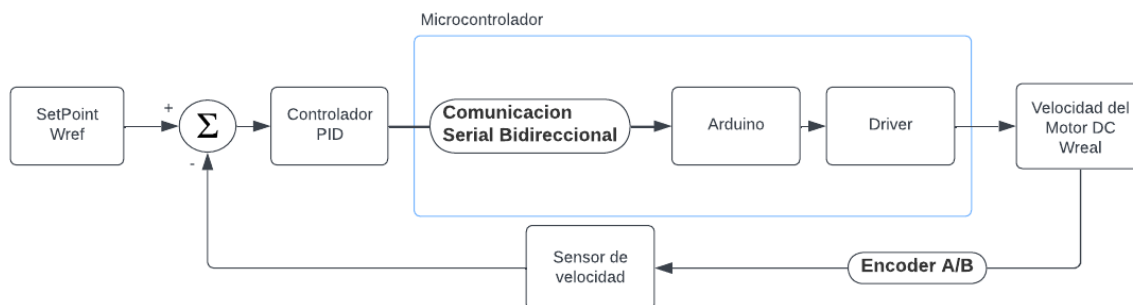 Microcontrolador
SetPoint
Wref
+
-
Σ
Controlador
PID
Comunicacion
Serial Bidireccional
Arduino
Driver
Velocidad del
Motor DC
Wreal
Sensor de
velocidad
Encoder A/B